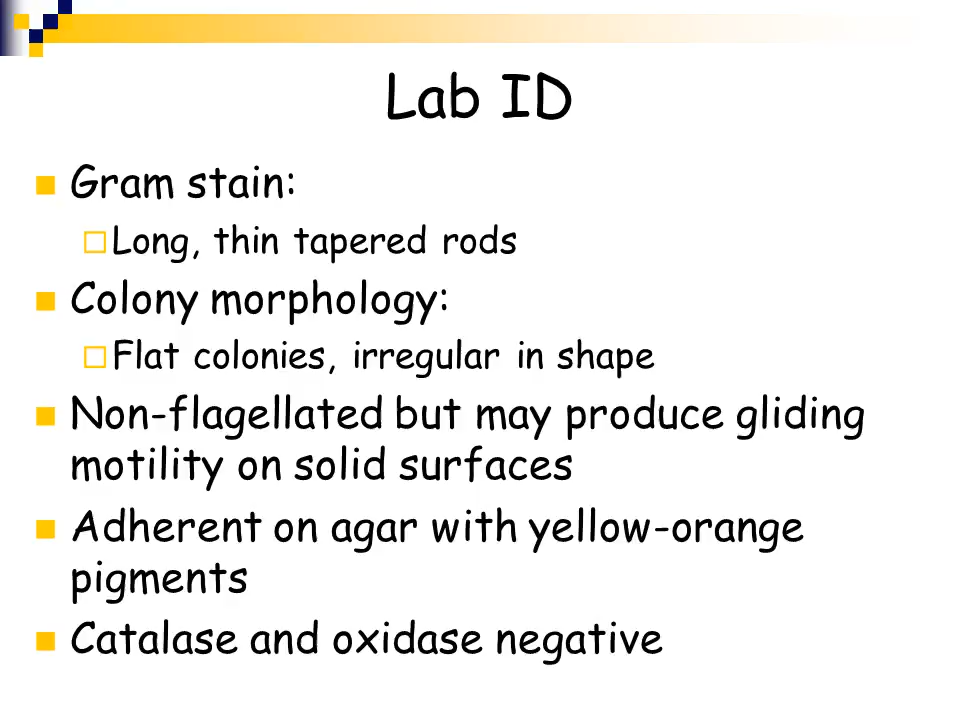 Lab ID
Gram stain:
Long, thin tapered rods
Colony morphology:
Flat colonies, irregular in shape
Non-flagellated but may produce gliding
motility on solid surfaces
Adherent on agar with yellow-orange
pigments
Catalase and oxidase negative